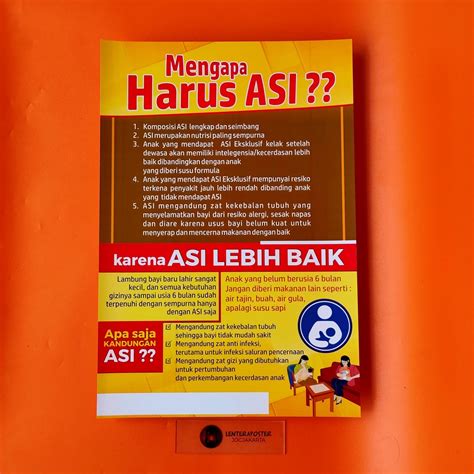 Mengapa
Harus ASI ??
1. Komposisi ASI lengkap dan seimbang
2. ASI merupakan nutrisi paling sempurna
3. Anak yang mendapat ASI Eksklusif kelak setelah
dewasa akan memiliki intelegensia/kecerdasan lebih
baik dibandingkan dengan anak
yang diberi susu formula
4. Anak yang mendapat ASI Eksklusif mempunyai resiko
terkena penyakit jauh lebih rendah dibanding anak
yang tidak mendapat ASI
5. ASI mengandung zat kekebalan tubuh yang
menyelamatkan bayi dari resiko alergi, sesak napas
dan diare karena usus bayi belum kuat untuk
menyerap dan mencerna makanan dengan baik
karena ASI LEBIH BAIK
Lambung bayi baru lahir sangat
kecil, dan semua kebutuhan
gizinya sampai usia 6 bulan sudah
terpenuhi dengan sempurna hanya
dengan ASI saja
Anak yang belum berusia 6 bulan
Jangan diberi makanan lain seperti :
air tajin, buah, air gula,
apalagi susu sapi
Apa saja
KANDUNGAN
ASI ??
Mengandung zat kekebalan tubuh
sehingga bayi tidak mudah sakit
Mengandung zat anti infeksi,
terutama untuk infeksi saluran pencernaan
Mengandung zat gizi yang dibutuhkan
untuk pertumbuhan
dan perkembangan kecerdasan anak
LENTERAPOSTER
JOGJAKARTA